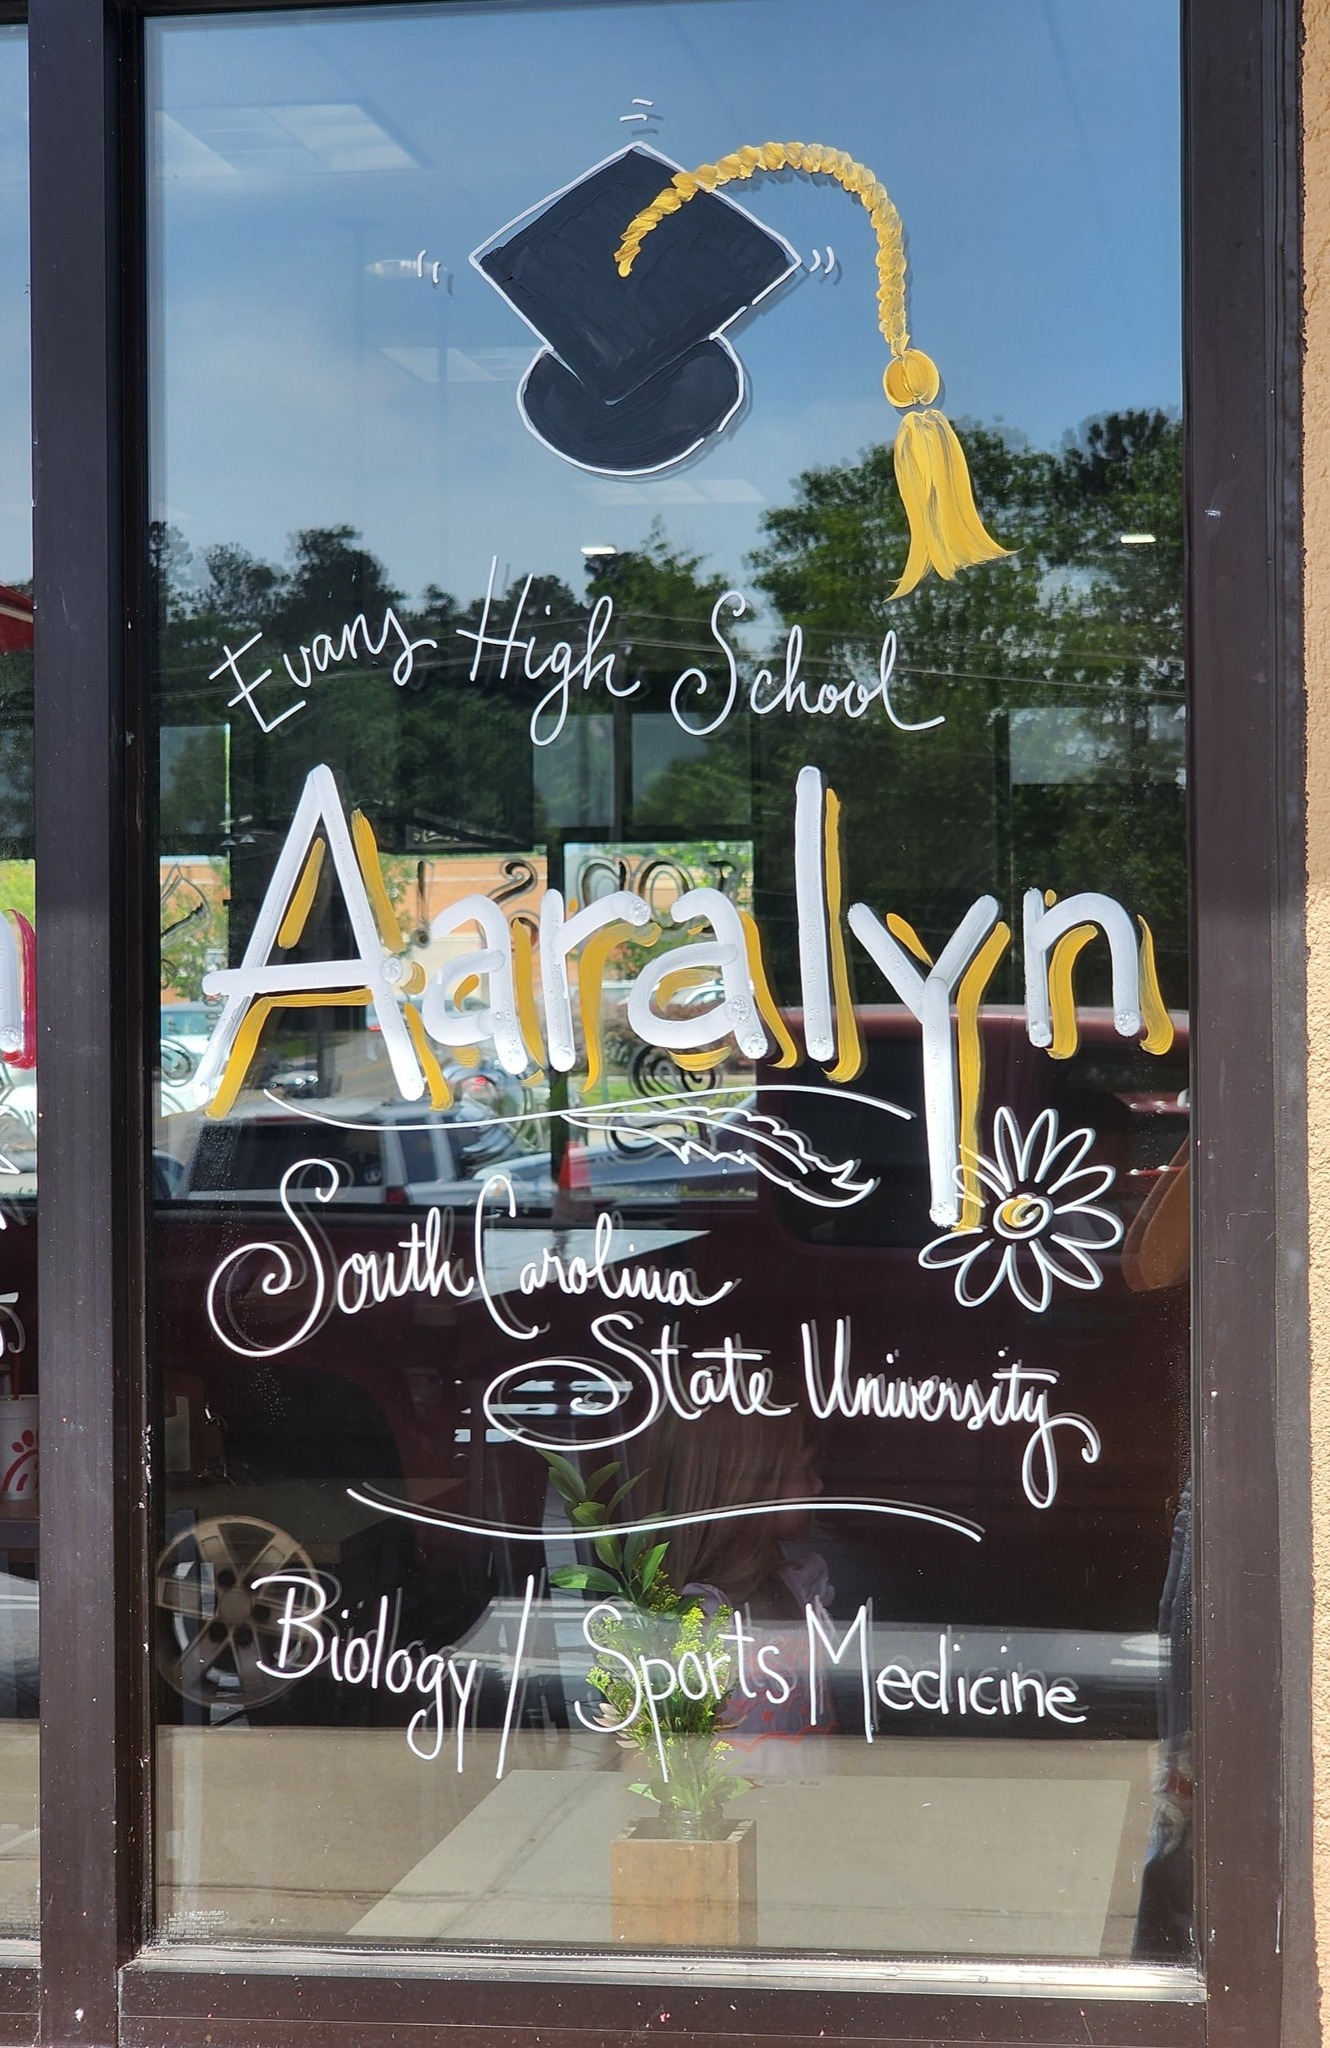 Evans High School
Aaralyn
South Carolina
State University
Biology / Sports Medicine